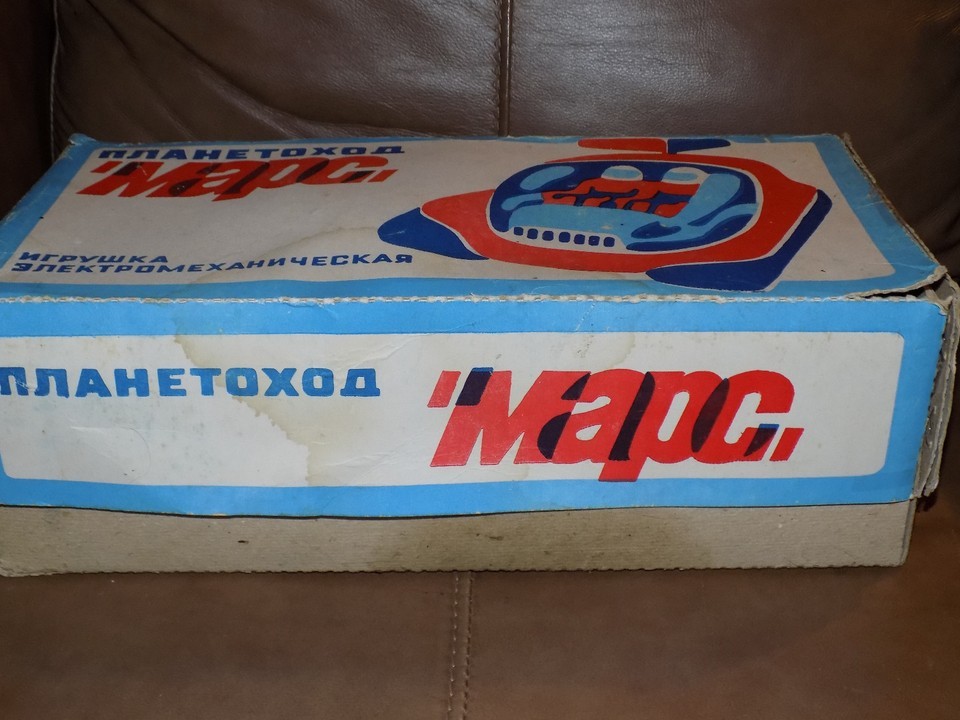 ПЛАНЕТОХОД
"Марс"
ИГРУШКА
ЭЛЕКТРОМЕХАНИЧЕСКАЯ
ПЛАНЕТОХОД
"Марс"